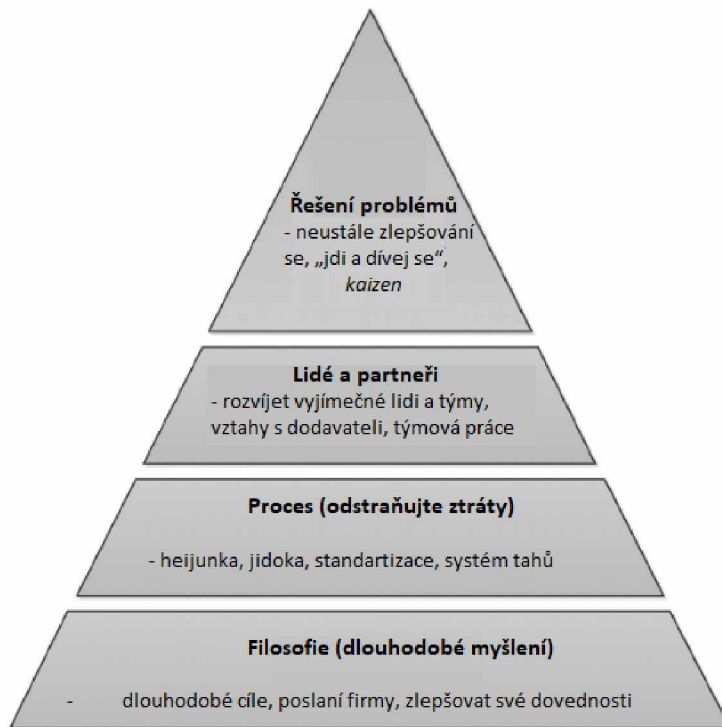 Řešení problémů
- neustále zlepšování
se, „jdi a dívej se“,
kaizen
Lidé a partneři
- rozvíjet vyjímečné lidi a týmy,
vztahy s dodavateli, týmová práce
Proces (odstraňujte ztráty)
- heijunka, jidoka, standartizace, systém tahů
Filosofie (dlouhodobé myšlení)
- dlouhodobé cíle, poslaní firmy, zlepšovat své dovednosti